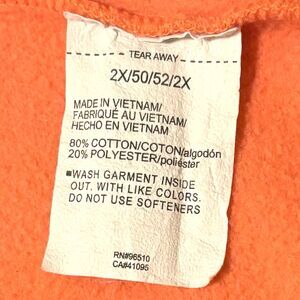 TEAR AWAY
2X/50/52/2X
MADE IN VIETNAM/
FABRIQUÉ AU VIETNAM/
HECHO EN VIETNAM
80% COTTON/COTON/algodón
20% POLYESTER/poliéster
▪WASH GARMENT INSIDE
OUT. WITH LIKE COLORS.
DO NOT USE SOFTENERS
RN#96510
CA#41095